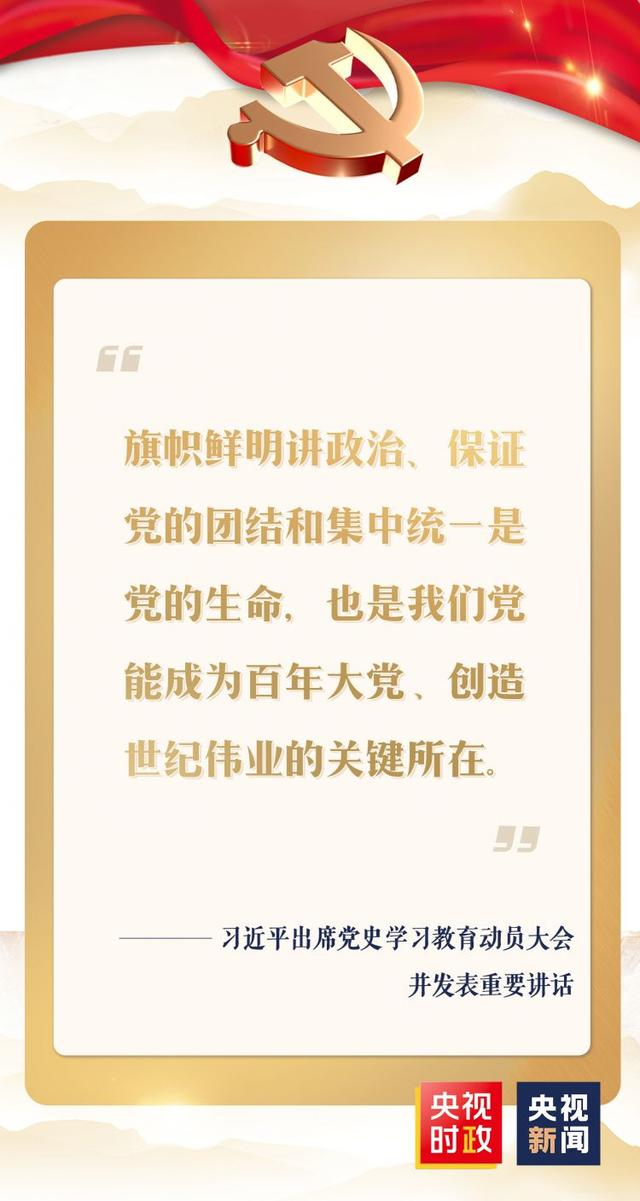 “
旗帜鲜明讲政治、保证
党的团结和集中统一是
党的生命，也是我们党
能成为百年大党、创造
世纪伟业的关键所在。
”
——习近平出席党史学习教育动员大会
并发表重要讲话
央视时政
央视新闻